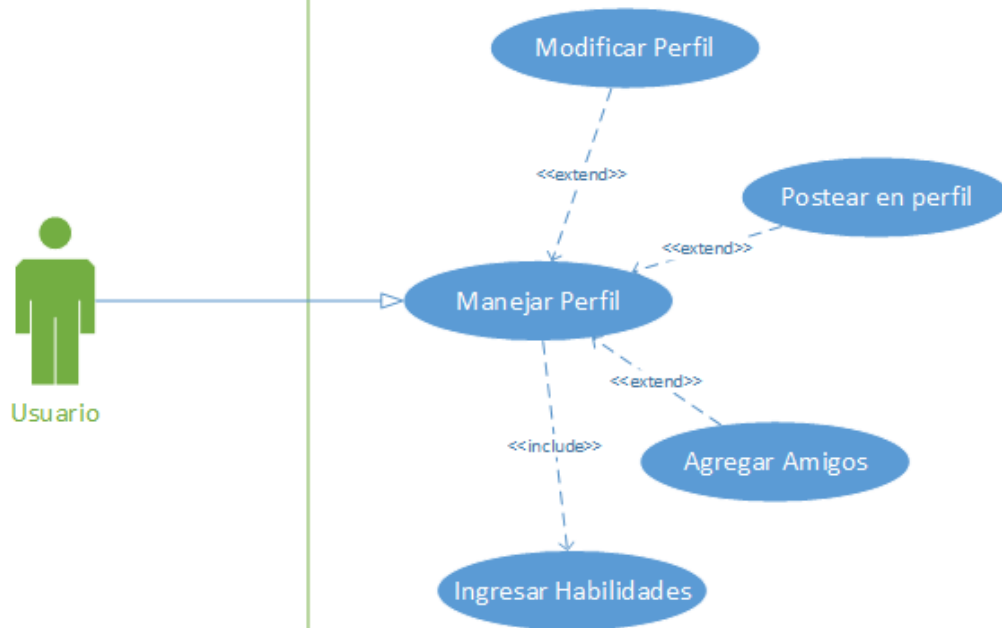 Modificar Perfil
<<extend>>
Postear en perfil
<<extend>>
Manejar Perfil
<<extend>>
Usuario
<<include>>
Agregar Amigos
Ingresar Habilidades